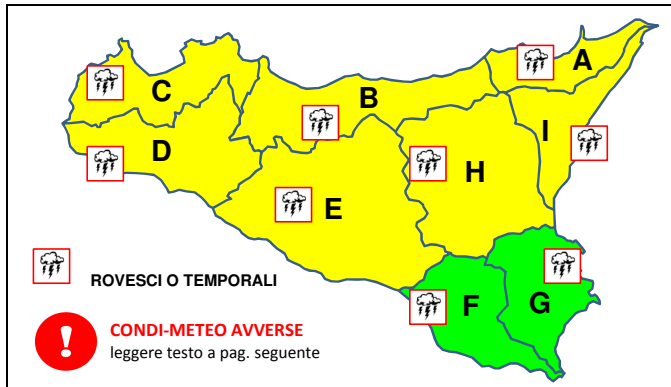 A
C
B
I
D
H
E
ROVESCI O TEMPORALI
F
G
!
CONDI-METEO AVVERSE
leggere testo a pag. seguente